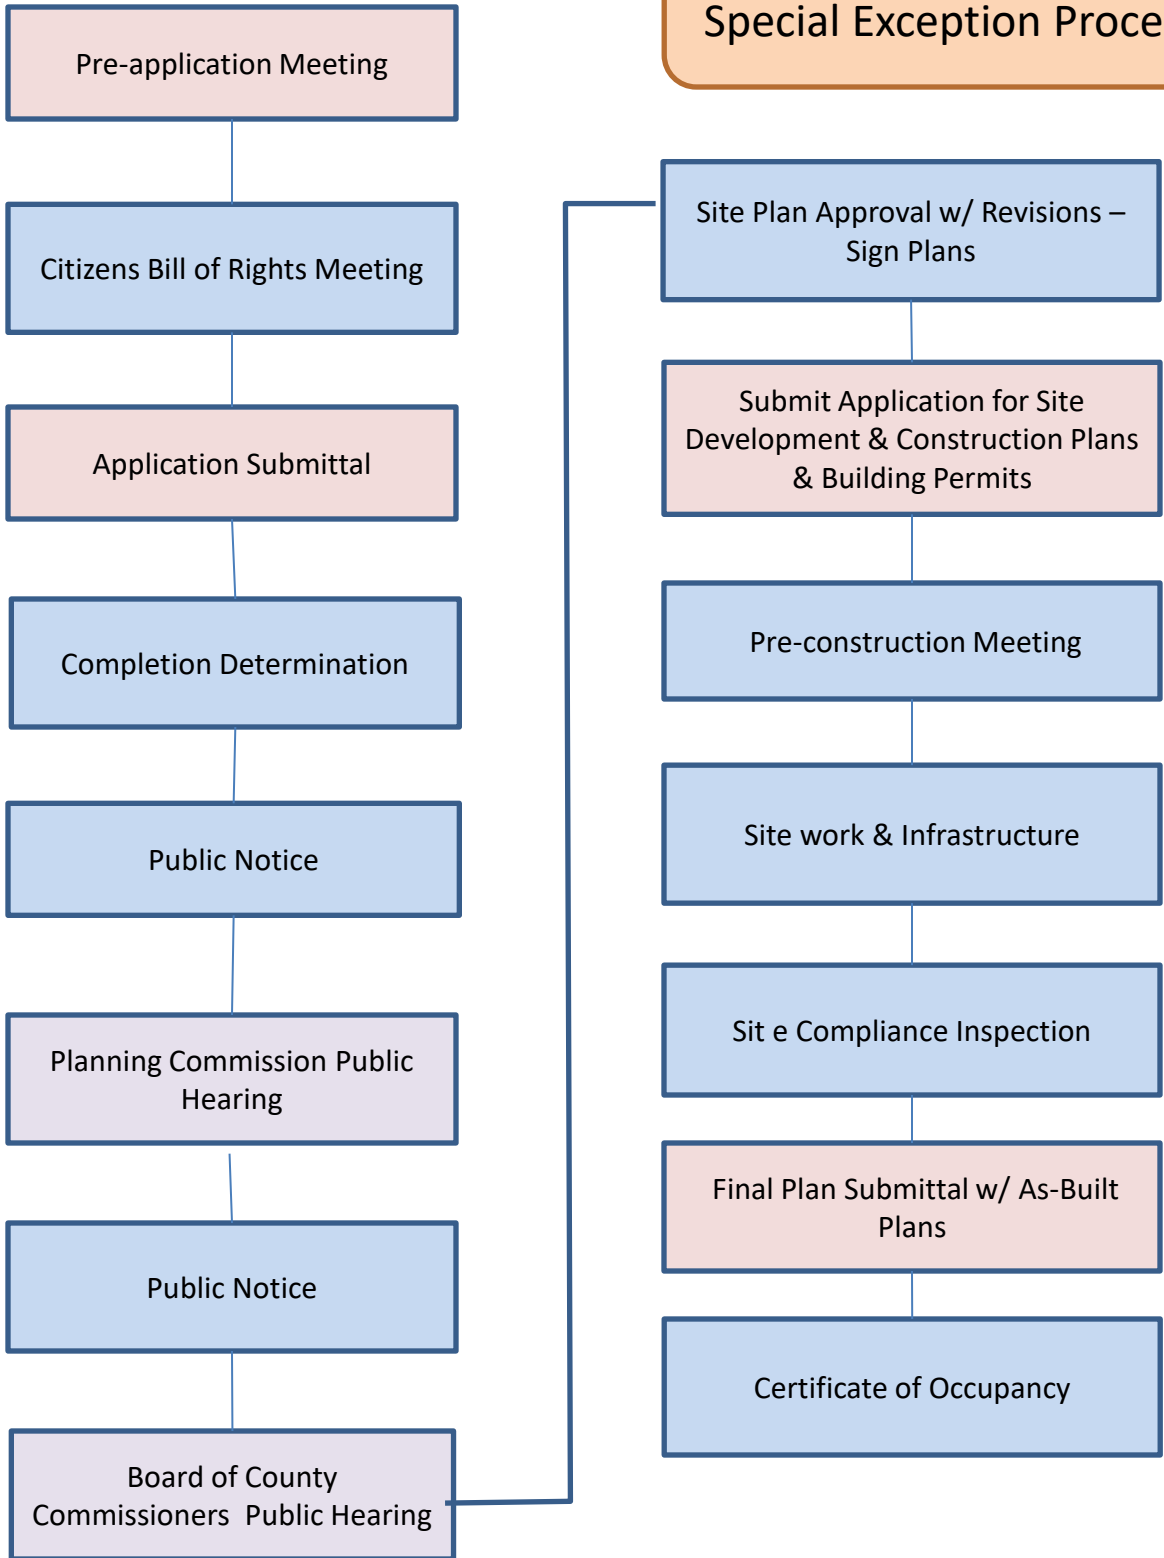 Special Exception Proce
Pre-application Meeting
Citizens Bill of Rights Meeting
Application Submittal
Completion Determination
Public Notice
Planning Commission Public
Hearing
Public Notice
Board of County
Commissioners Public Hearing
Site Plan Approval w/ Revisions –
Sign Plans
Submit Application for Site
Development & Construction Plans
& Building Permits
Pre-construction Meeting
Site work & Infrastructure
Sit e Compliance Inspection
Final Plan Submittal w/ As-Built
Plans
Certificate of Occupancy